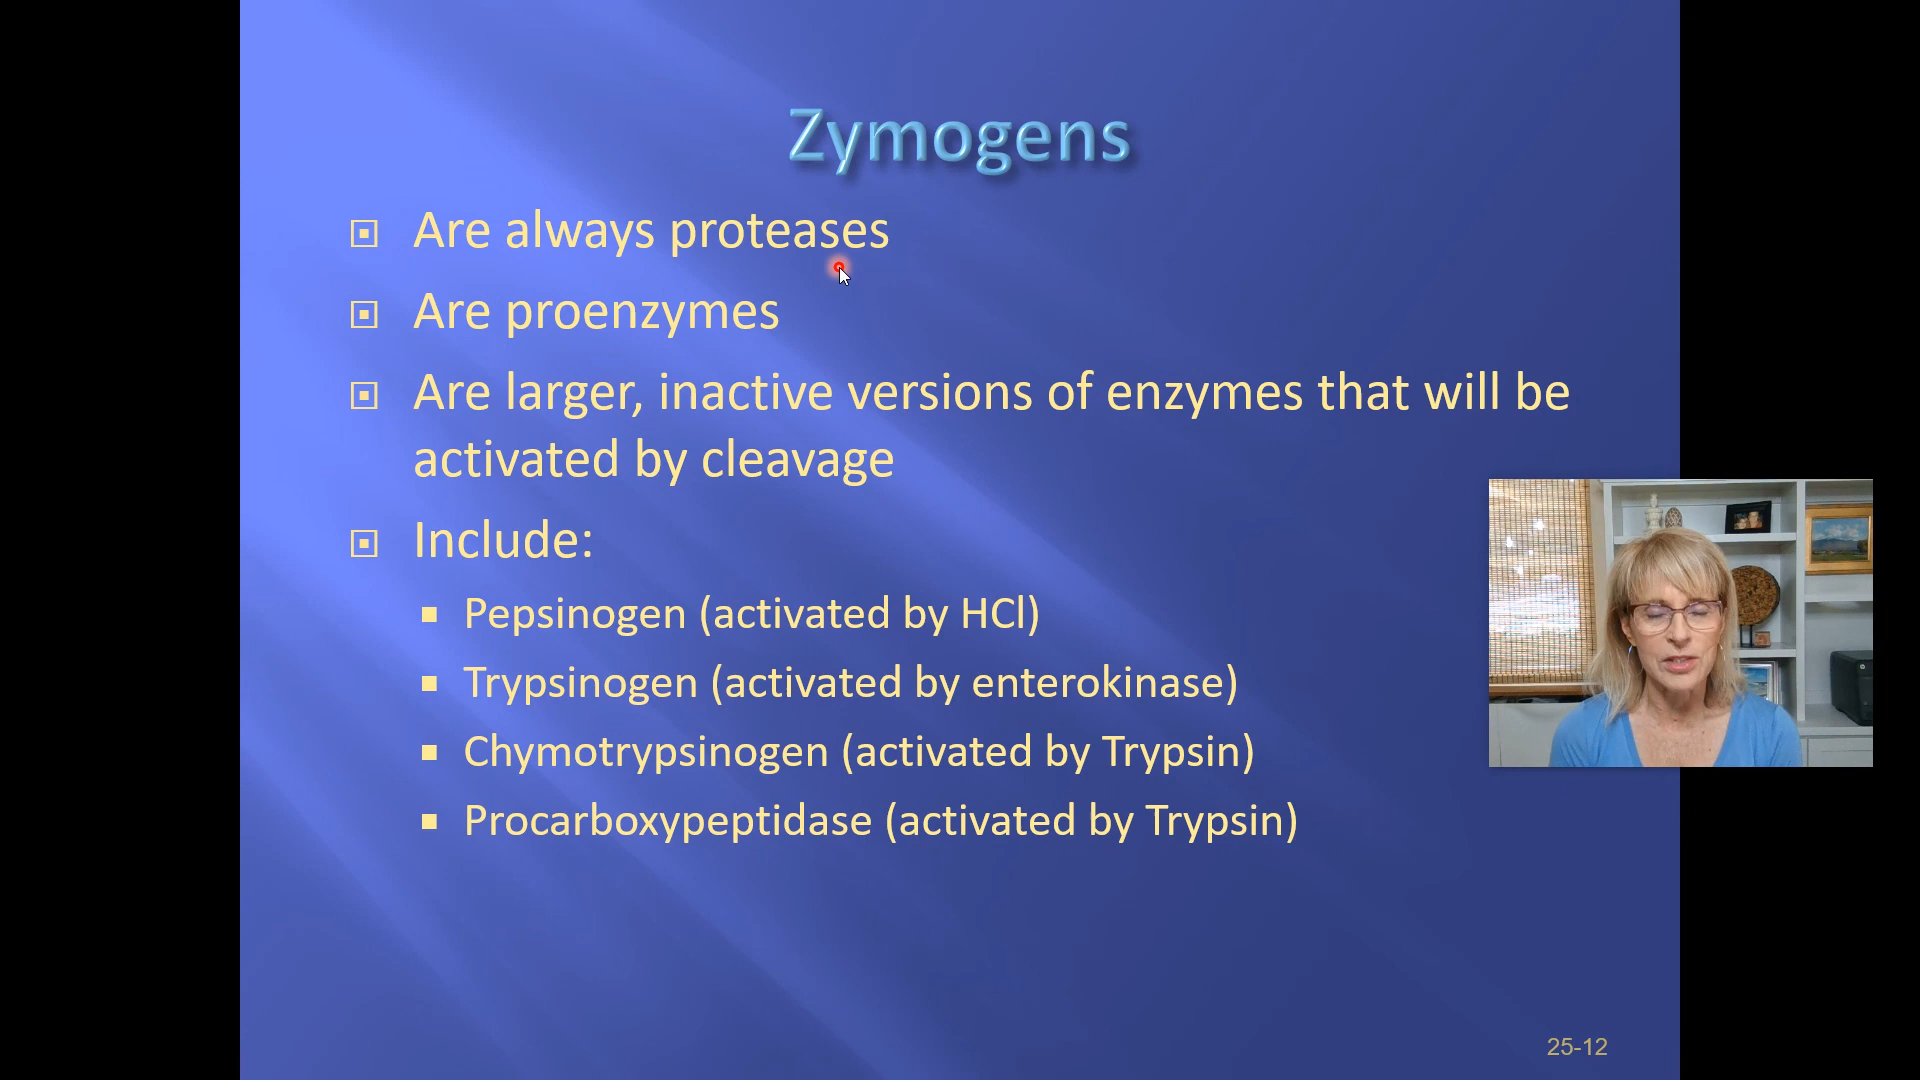 Zymogens
Are always proteases
Are proenzymes
Are larger, inactive versions of enzymes that will be
activated by cleavage
Include:
Pepsinogen (activated by HCl)
Trypsinogen (activated by enterokinase)
Chymotrypsinogen (activated by Trypsin)
Procarboxypeptidase (activated by Trypsin)
25-12